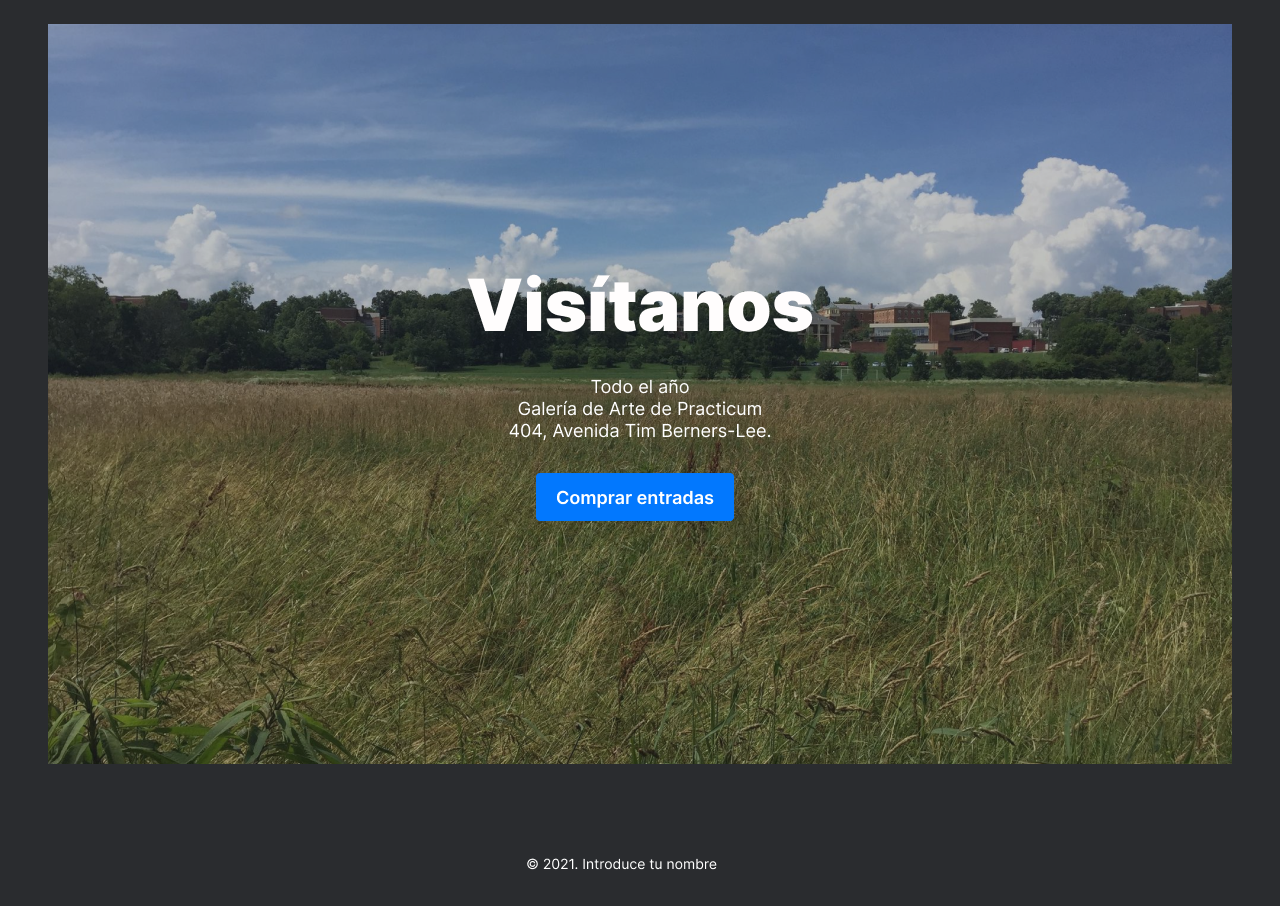 Visítanos
Todo el año
Galería de Arte de Practicum
404, Avenida Tim Berners-Lee.
Comprar entradas
© 2021. Introduce tu nombre